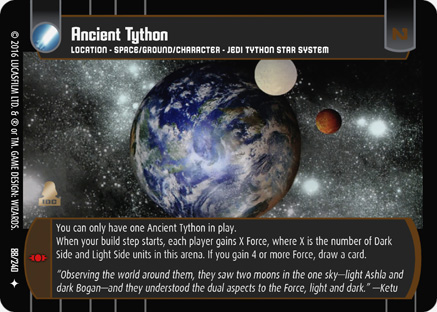 Ancient Tython
LOCATION - SPACE/GROUND/CHARACTER - JEDI TYTHON STAR SYSTEM
2
© 2016 LUCASFILM LTD. & ® OR TM. GAME DESIGN: WIZARDS.
88/240
IDC
You can only have one Ancient Tython in play.
When your build step starts, each player gains X Force, where X is the number of Dark
Side and Light Side units in this arena. If you gain 4 or more Force, draw a card.
“Observing the world around them, they saw two moons in the one sky—light Ashla and
dark Bogan—and they understood the dual aspects to the Force, light and dark.” —Ketu